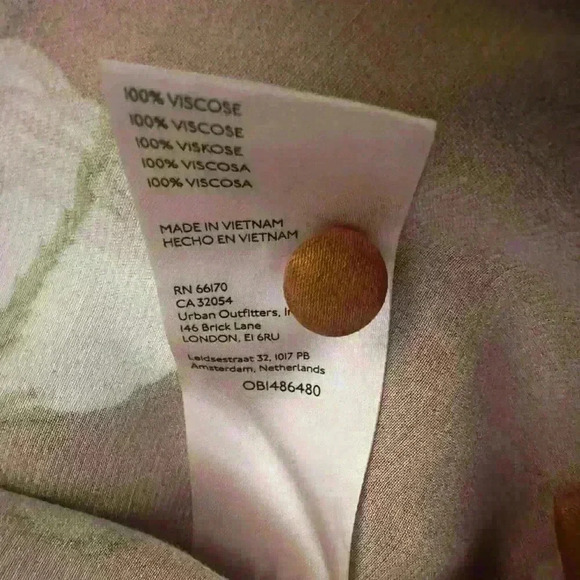 100% VISCOSE
100% VISCOSE
100% VISKOSE
100% VISCOSA
100% VISCOSA
MADE IN VIETNAM
HECHO EN VIETNAM
RN 66170
CA 32054
Urban Outfitters,
146 Brick Lane
LONDON, E1 6RU
Leidsestraat 32, 1017 PB
Amsterdam, Netherlands
OB1486480